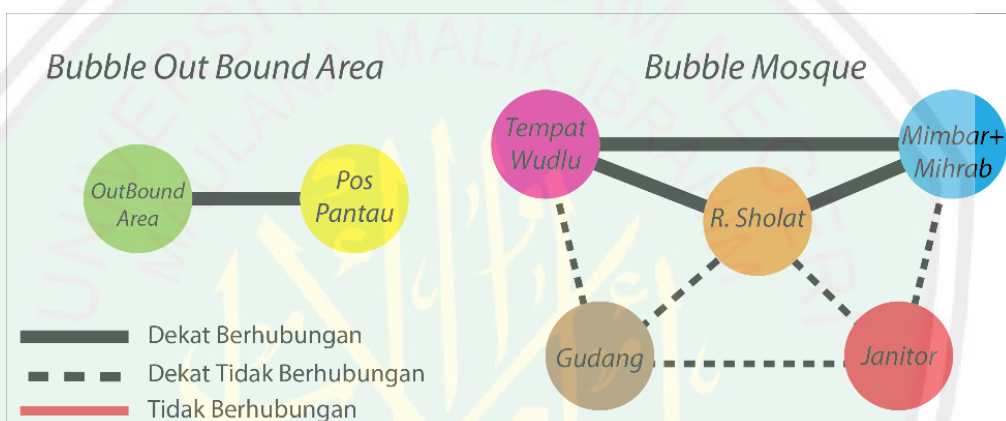 Bubble Out Bound Area
OutBound
Area
Pos
Pantau
Dekat Berhubungan
Dekat Tidak Berhubungan
Tidak Berhubungan
Bubble Mosque
Tempat
Wudlu
Mimbar+
Mihrab
R. Sholat
Gudang
Janitor